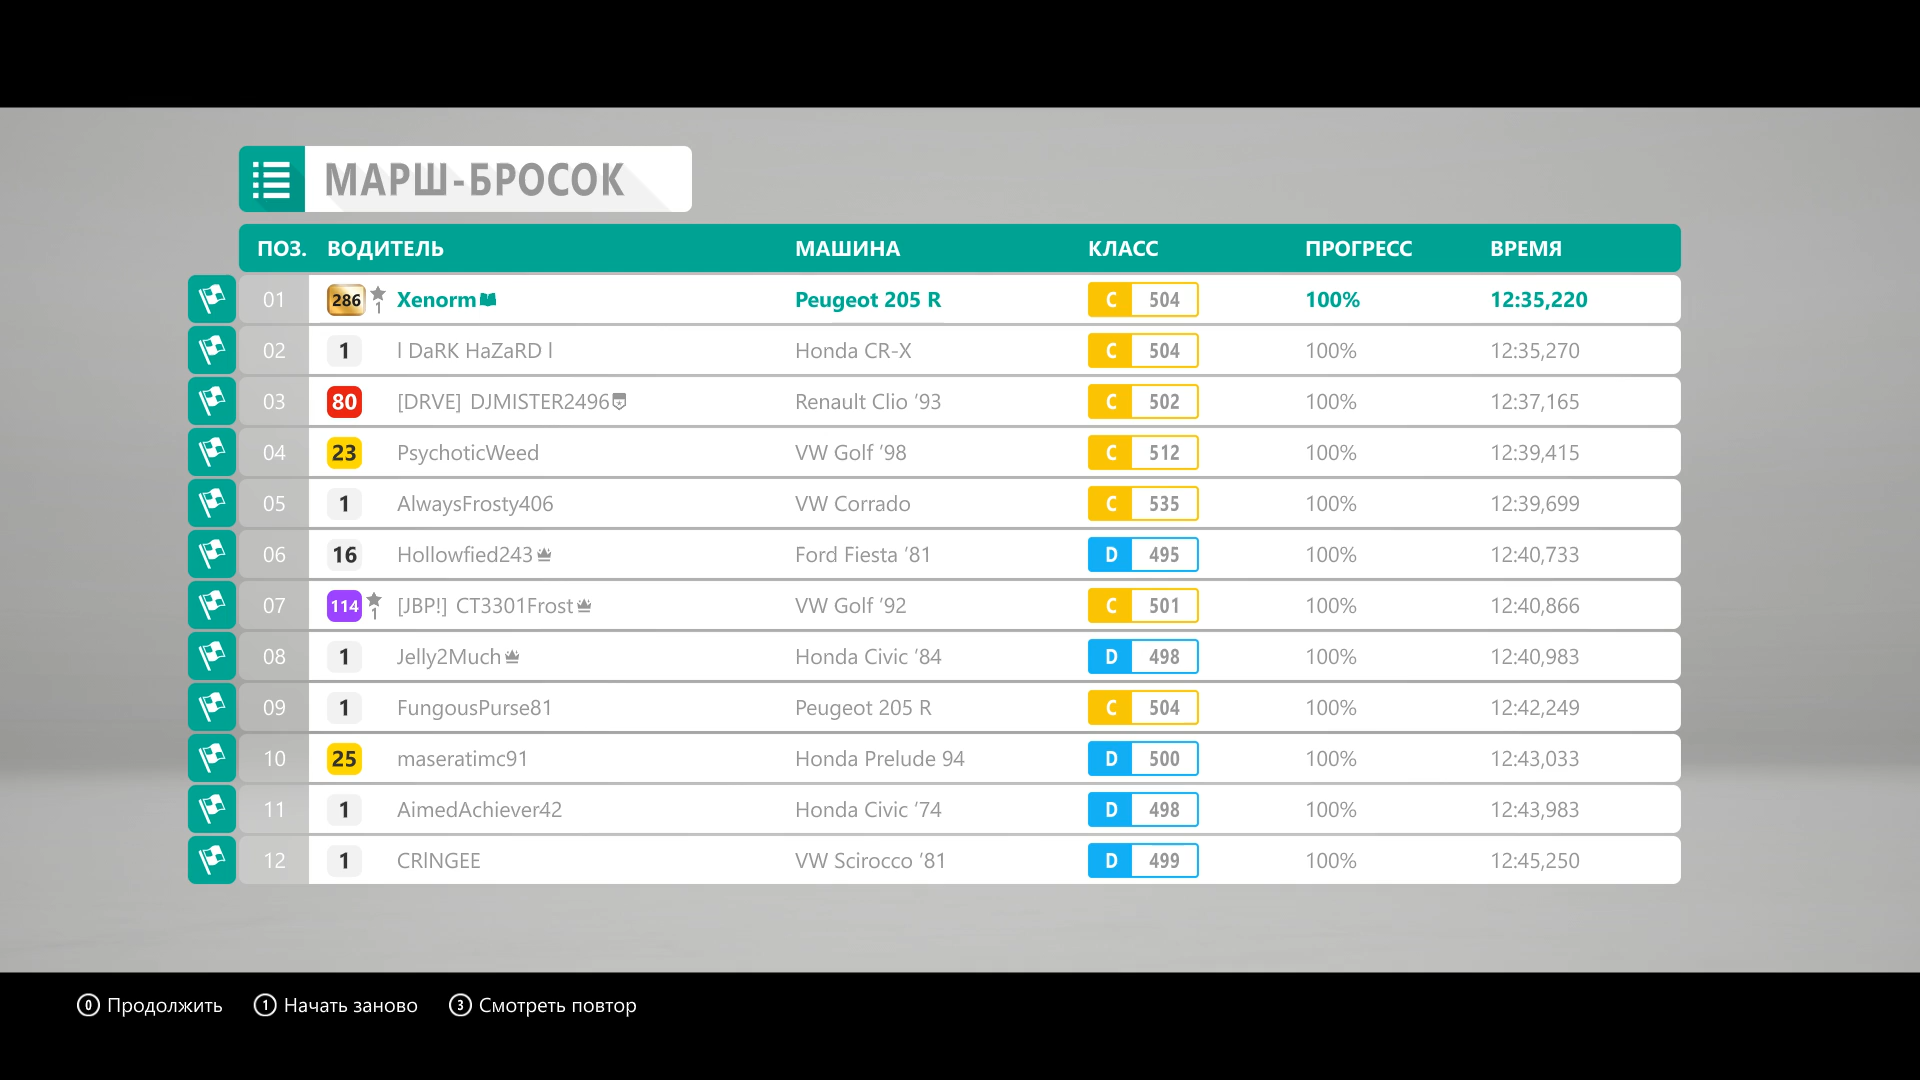 МАРШ-БРОСОК
ПОЗ. ВОДИТЕЛЬ МАШИНА КЛАСС ПРОГРЕСС ВРЕМЯ
01 286 1 Xenorm Peugeot 205 R C 504 100% 12:35,220
02 1 l DaRK HaZaRD l Honda CR-X C 504 100% 12:35,270
03 80 [DRVE] DJMISTER2496 Renault Clio ’93 C 502 100% 12:37,165
04 23 PsychoticWeed VW Golf ’98 C 512 100% 12:39,415
05 1 AlwaysFrosty406 VW Corrado C 535 100% 12:39,699
06 16 Hollowfied243 Ford Fiesta ’81 D 495 100% 12:40,733
07 114 1 [JBP!] CT3301Frost VW Golf ’92 C 501 100% 12:40,866
08 1 Jelly2Much Honda Civic ’84 D 498 100% 12:40,983
09 1 FungousPurse81 Peugeot 205 R C 504 100% 12:42,249
10 25 maseratimc91 Honda Prelude 94 D 500 100% 12:43,033
11 1 AimedAchiever42 Honda Civic ’74 D 498 100% 12:43,983
12 1 CRlNGEE VW Scirocco ’81 D 499 100% 12:45,250
0 Продолжить 1 Начать заново 3 Смотреть повтор